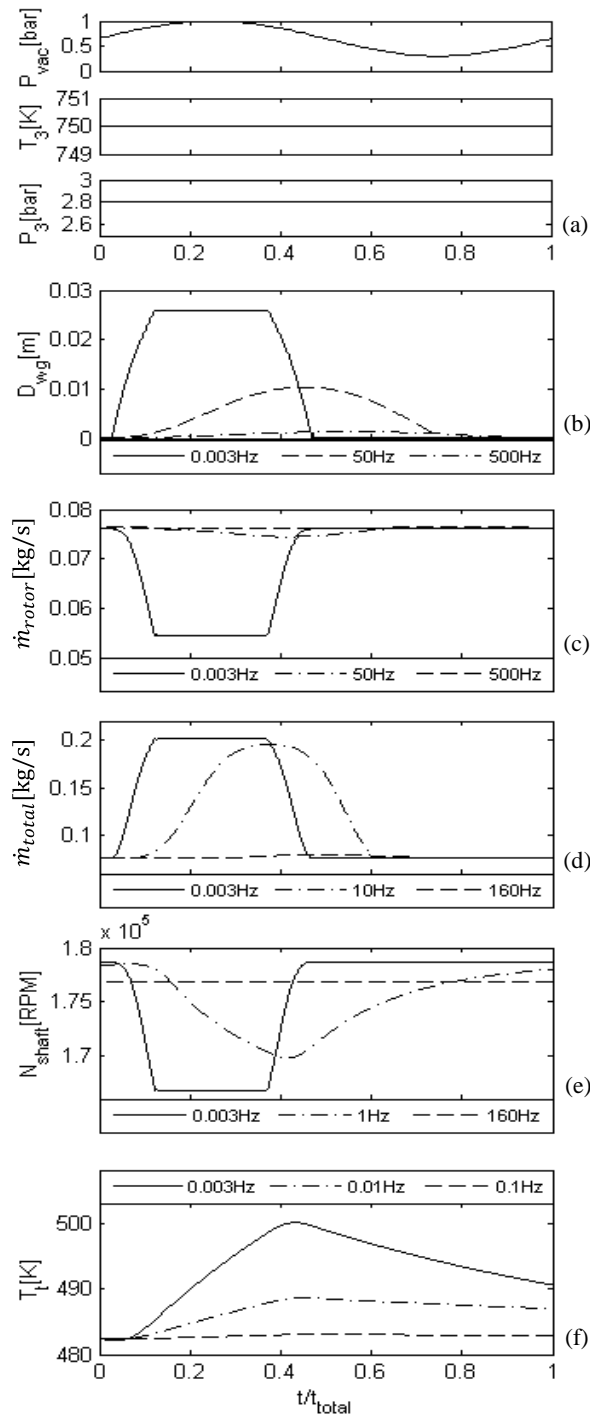 P_vac[bar]
1
0.5
0
T_3[K]
751
750
749
P_3[bar]
3
2.8
2.6
0 0.2 0.4 0.6 0.8 1
(a)
D_wg[m]
0.03
0.02
0.01
0
0.003Hz 50Hz 500Hz
(b)
ṁ_rotor[kg/s]
0.08
0.07
0.06
0.05
0.003Hz 50Hz 500Hz
(c)
ṁ_total[kg/s]
0.2
0.15
0.1
0.003Hz 10Hz 160Hz
(d)
x 10^5
N_shaft[RPM]
1.8
1.75
1.7
0.003Hz 1Hz 160Hz
(e)
0.003Hz 0.01Hz 0.1Hz
T_t[K]
500
490
480
(f)
0 0.2 0.4 0.6 0.8 1
t/t_total